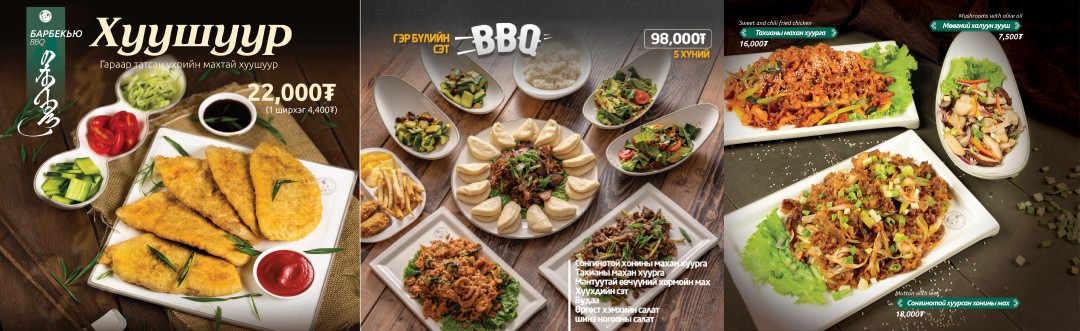 БАРБЕКЬЮ
BBQ
Хуушуур
Гараар татсан үхрийн махтай хуушуур
22,000₮
(1 ширхэг 4,400₮)
ГЭР БҮЛИЙН
СЭТ
BBQ
98,000₮
5 ХҮНИЙ
Сонгинотой хонины махан хуурга
Тахианы махан хуурга
Мантуутай өвчүүний хормойн мах
Хүүхдийн сэт
Будаа
Өргөст хэмхийн салат
шинэ ногооны салат
Sweet and chili fried chicken
Тахианы махан хуурга
16,000₮
Mushrooms with olive oil
Мөөгний халуун зууш
7,500₮
Mutton with onion
Сонгинотой хуурсан хонины мах
18,000₮